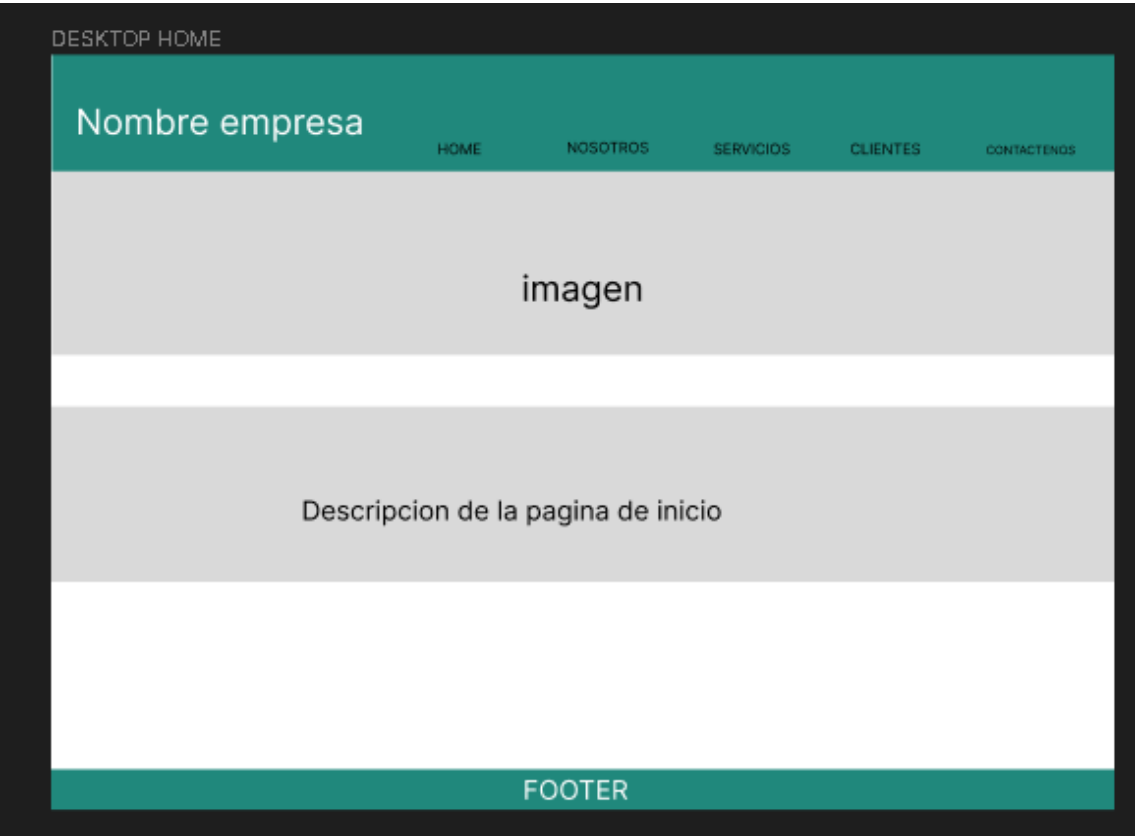 DESKTOP HOME
Nombre empresa
HOME NOSOTROS SERVICIOS CLIENTES CONTACTENOS
imagen
Descripcion de la pagina de inicio
FOOTER